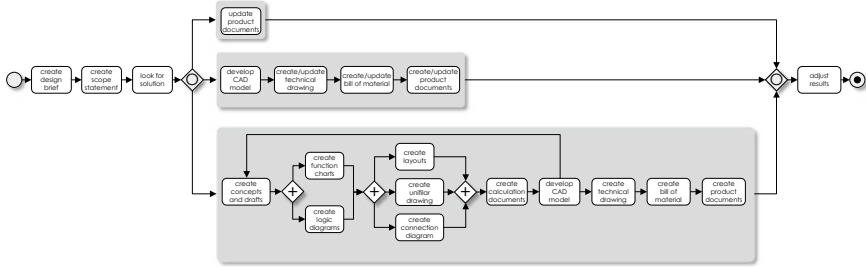 update
product
documents
create
design
brief
create
scope
statement
look for
solution
develop
CAD
model
create/update
technical
drawing
create/update
bill of material
create/update
product
documents
adjust
results
create
function
charts
create
layouts
create
concepts
and drafts
create
unifilar
drawing
create
calculation
documents
develop
CAD
model
create
technical
drawing
create
bill of
material
create
product
documents
create
logic
diagrams
create
connection
diagram